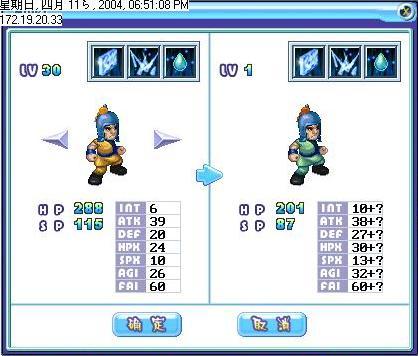 星期日, 四月 11ㄅ, 2004, 06:51:08 PM
172.19.20.33
LV 30
LV 1
HP 288
SP 115
INT 6
ATK 39
DEF 20
HPX 24
SPX 10
AGI 26
FAI 60
HP 201
SP 87
INT 10+?
ATK 38+?
DEF 27+?
HPX 30+?
SPX 13+?
AGI 32+?
FAI 60+?
確定
取消